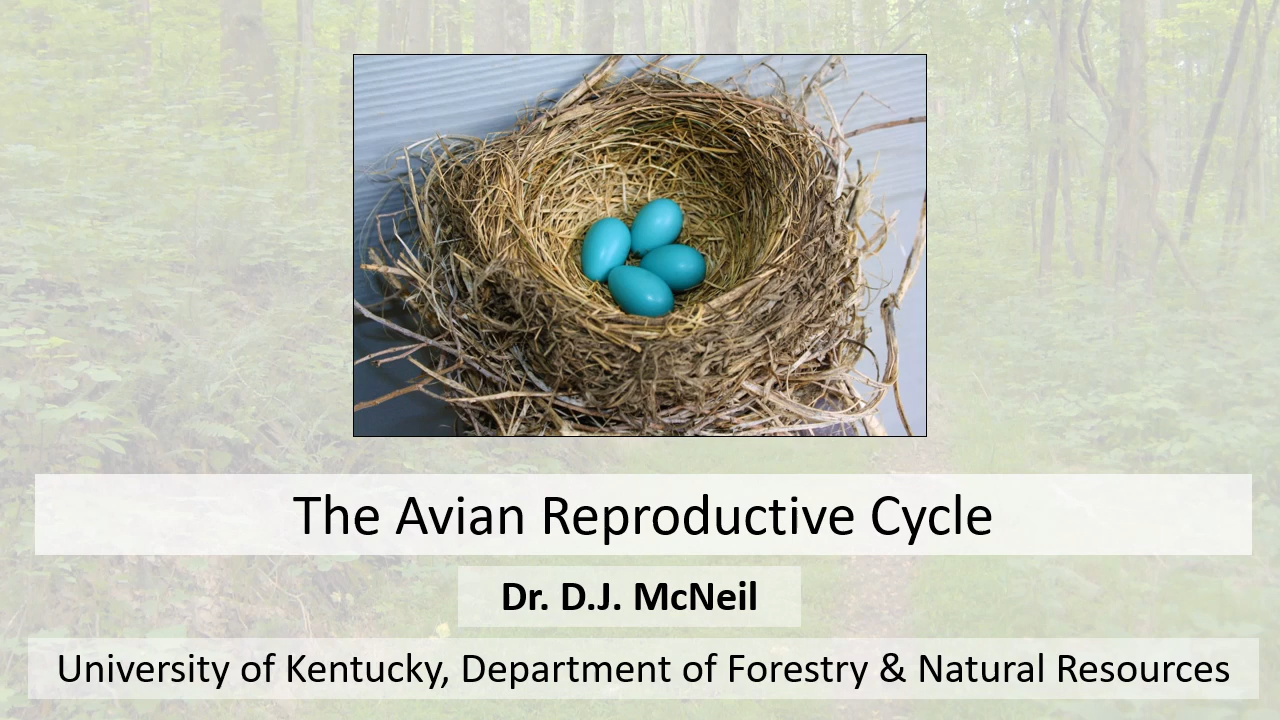 The Avian Reproductive Cycle
Dr. D.J. McNeil
University of Kentucky, Department of Forestry & Natural Resources